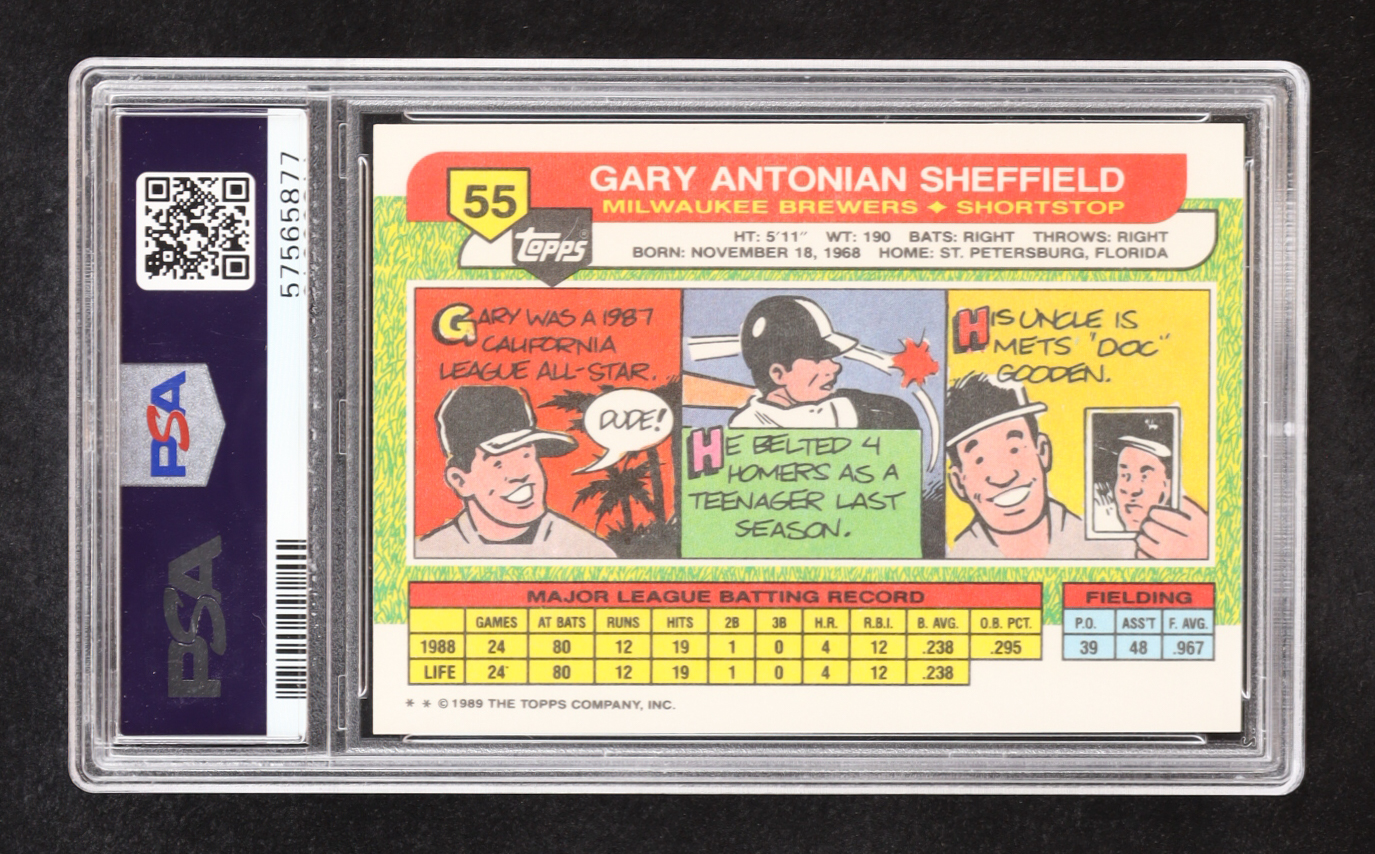 57565877
PSA
PSA
55
GARY ANTONIAN SHEFFIELD
MILWAUKEE BREWERS ✦ SHORTSTOP
topps®
HT: 5'11" WT: 190 BATS: RIGHT THROWS: RIGHT
BORN: NOVEMBER 18, 1968 HOME: ST. PETERSBURG, FLORIDA
GARY WAS A 1987
CALIFORNIA
LEAGUE ALL-STAR.
DUDE!
HE BELTED 4
HOMERS AS A
TEENAGER LAST
SEASON.
HIS UNCLE IS
METS "DOC"
GOODEN.
MAJOR LEAGUE BATTING RECORD
GAMES AT BATS RUNS HITS 2B 3B H.R. R.B.I. B. AVG. O.B. PCT.
1988 24 80 12 19 1 0 4 12 .238 .295
LIFE 24 80 12 19 1 0 4 12 .238
FIELDING
P.O. ASS'T F. AVG.
39 48 .967
* * © 1989 THE TOPPS COMPANY, INC.